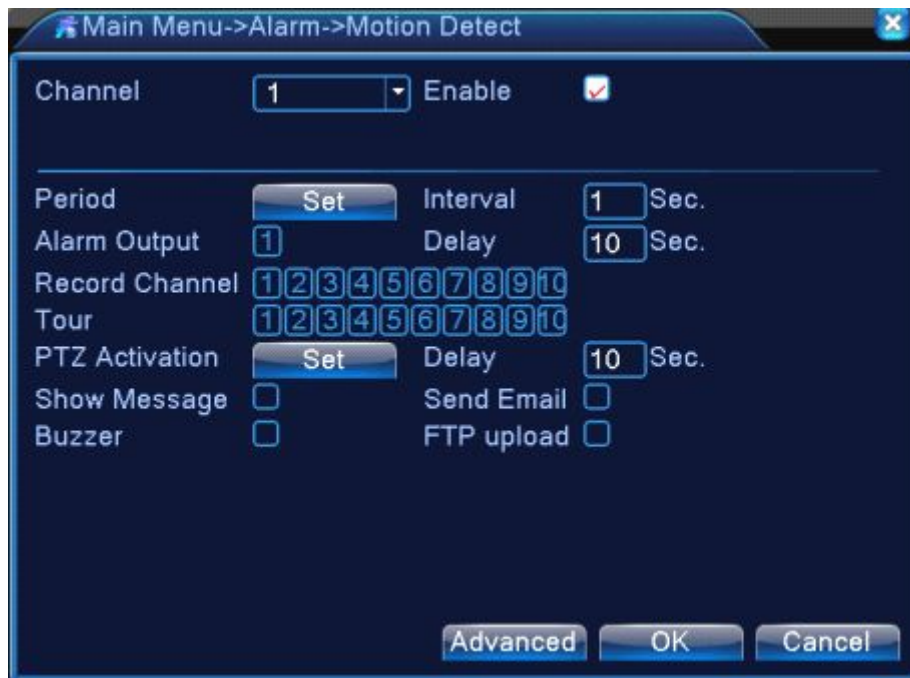 Main Menu->Alarm->Motion Detect
Channel 1 Enable
Period Set Interval 1 Sec.
Alarm Output 1 Delay 10 Sec.
Record Channel 1 2 3 4 5 6 7 8 9 10
Tour 1 2 3 4 5 6 7 8 9 10
PTZ Activation Set Delay 10 Sec.
Show Message Send Email
Buzzer FTP upload
Advanced OK Cancel